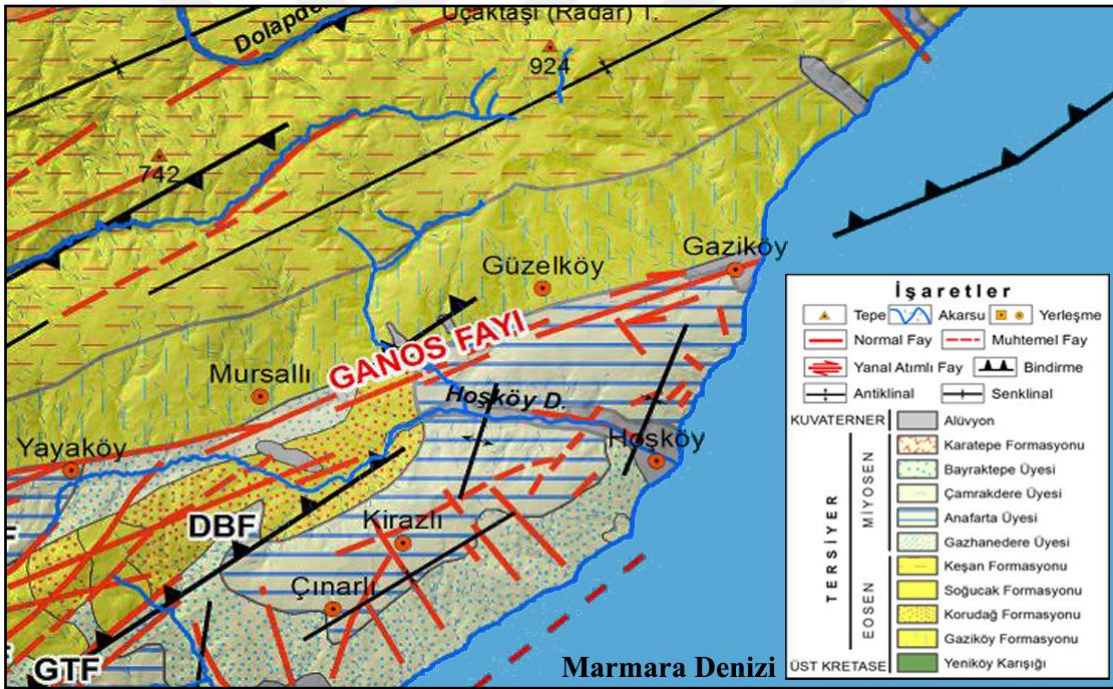 Uçaktaşı (Radar) T.
924
742
Gaziköy
Güzelköy
GANOS FAYI
Mursallı
Hoşköy D.
Yayaköy
Hoşköy
DBF
Kirazlı
Çınarlı
GTF
Marmara Denizi
İşaretler
Tepe Akarsu Yerleşme
Normal Fay Muhtemel Fay
Yanal Atımlı Fay Bindirme
Antiklinal Senklinal
KUVATERNER Alüvyon
TERSİYER
MİYOSEN
Karatepe Formasyonu
Bayraktepe Üyesi
Çamrakdere Üyesi
Anafarta Üyesi
Gazhanedere Üyesi
EOSEN
Keşan Formasyonu
Soğucak Formasyonu
Korudağ Formasyonu
Gaziköy Formasyonu
ÜST KRETASE Yeniköy Karışığı